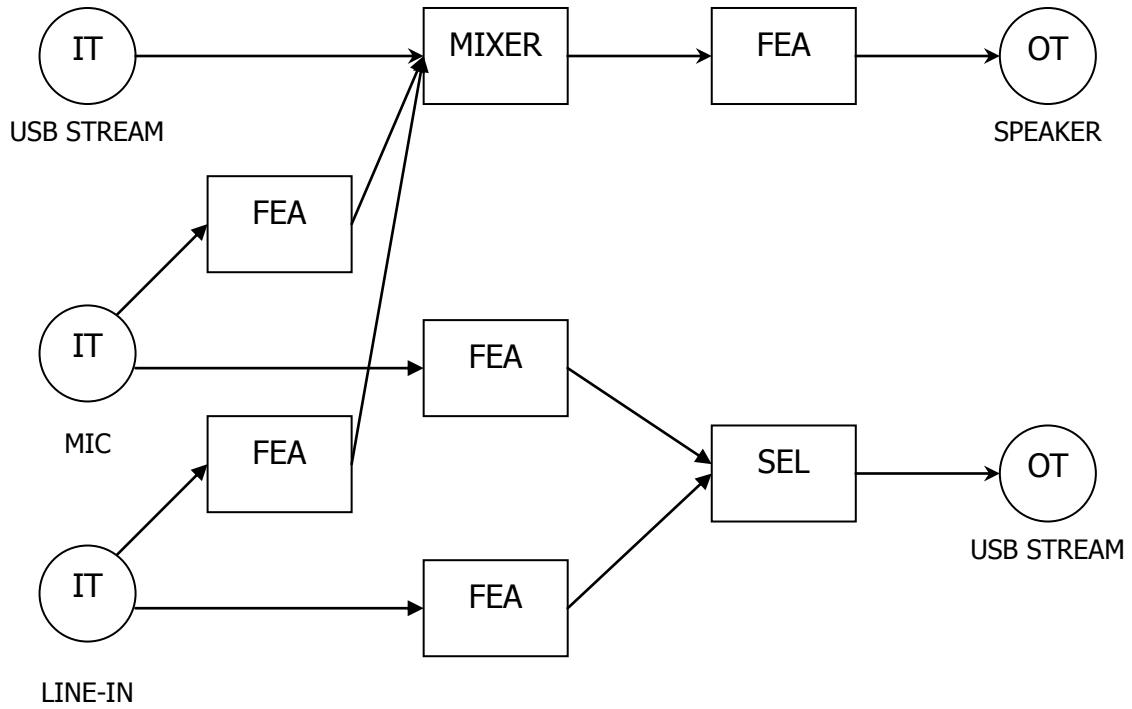 IT
MIXER
FEA
OT
USB STREAM
SPEAKER
FEA
IT
FEA
MIC
FEA
SEL
OT
USB STREAM
IT
FEA
LINE-IN